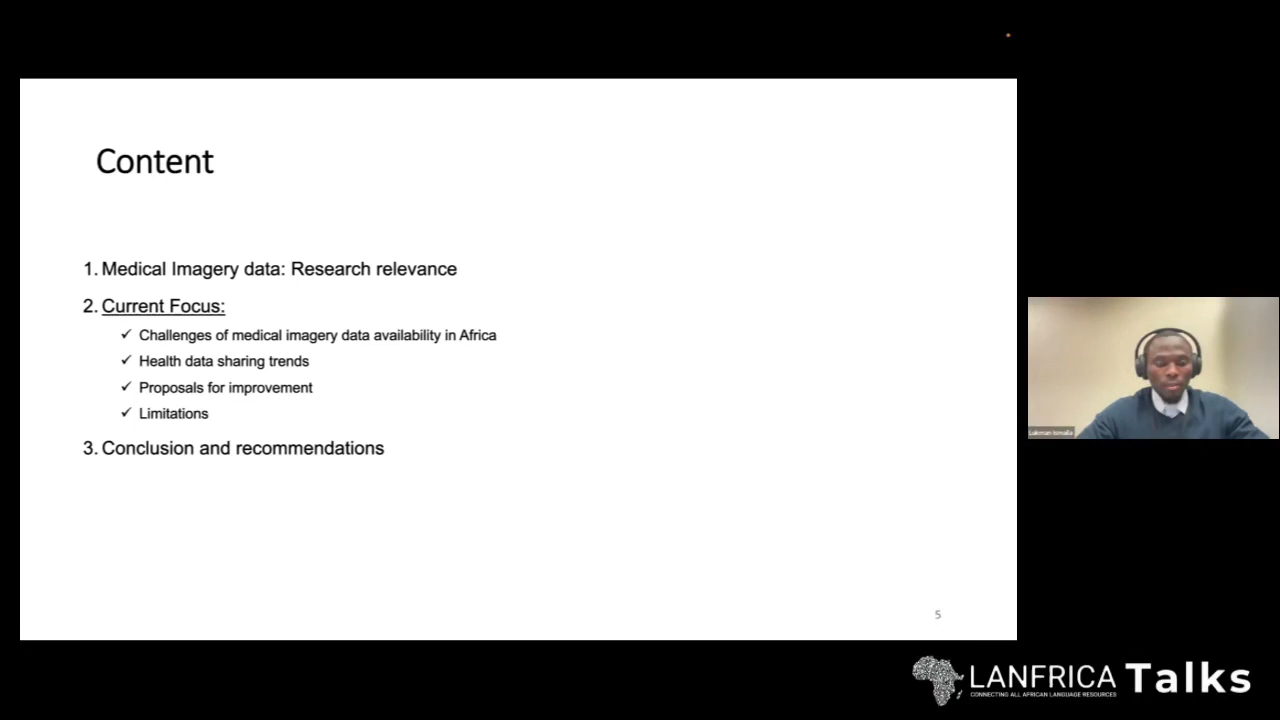 Content
1. Medical Imagery data: Research relevance
2. Current Focus:
✓ Challenges of medical imagery data availability in Africa
✓ Health data sharing trends
✓ Proposals for improvement
✓ Limitations
3. Conclusion and recommendations
5
Lukman Ismaila
LANFRICA Talks
CONNECTING ALL AFRICAN LANGUAGE RESOURCES